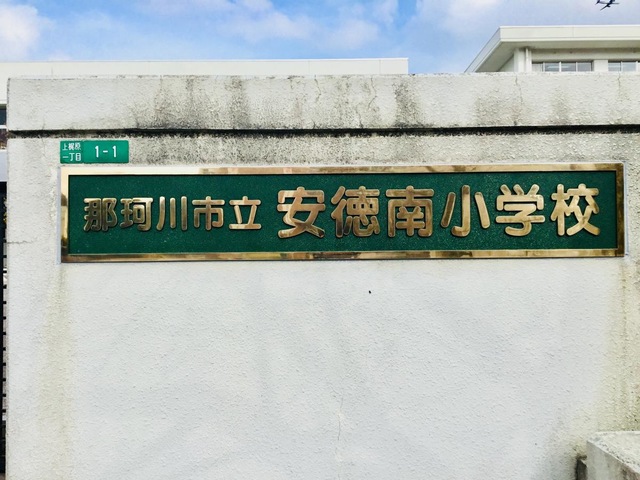 上梶原
一丁目
1-1
那珂川市立 安徳南小学校